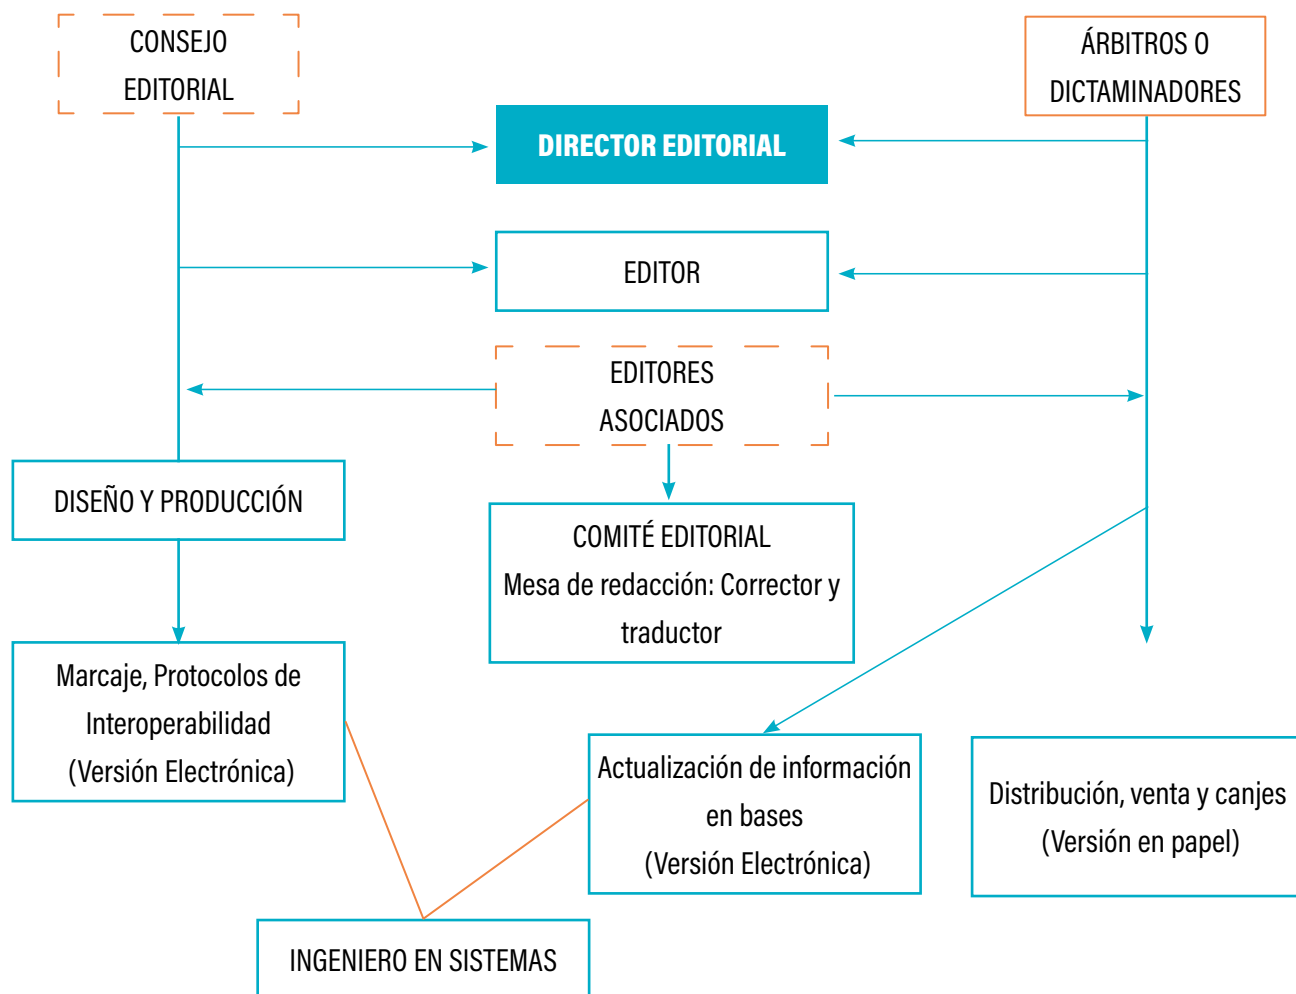 CONSEJO
EDITORIAL
ÁRBITROS O
DICTAMINADORES
DIRECTOR EDITORIAL
EDITOR
EDITORES
ASOCIADOS
DISEÑO Y PRODUCCIÓN
COMITÉ EDITORIAL
Mesa de redacción: Corrector y
traductor
Marcaje, Protocolos de
Interoperabilidad
(Versión Electrónica)
Actualización de información
en bases
(Versión Electrónica)
Distribución, venta y canjes
(Versión en papel)
INGENIERO EN SISTEMAS